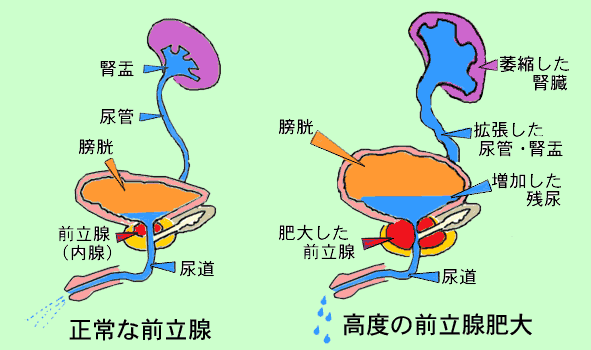 腎盂
尿管
膀胱
前立腺
（内腺）
尿道
正常な前立腺
萎縮した
腎臓
拡張した
尿管・腎盂
膀胱
増加した
残尿
肥大した
前立腺
尿道
高度の前立腺肥大